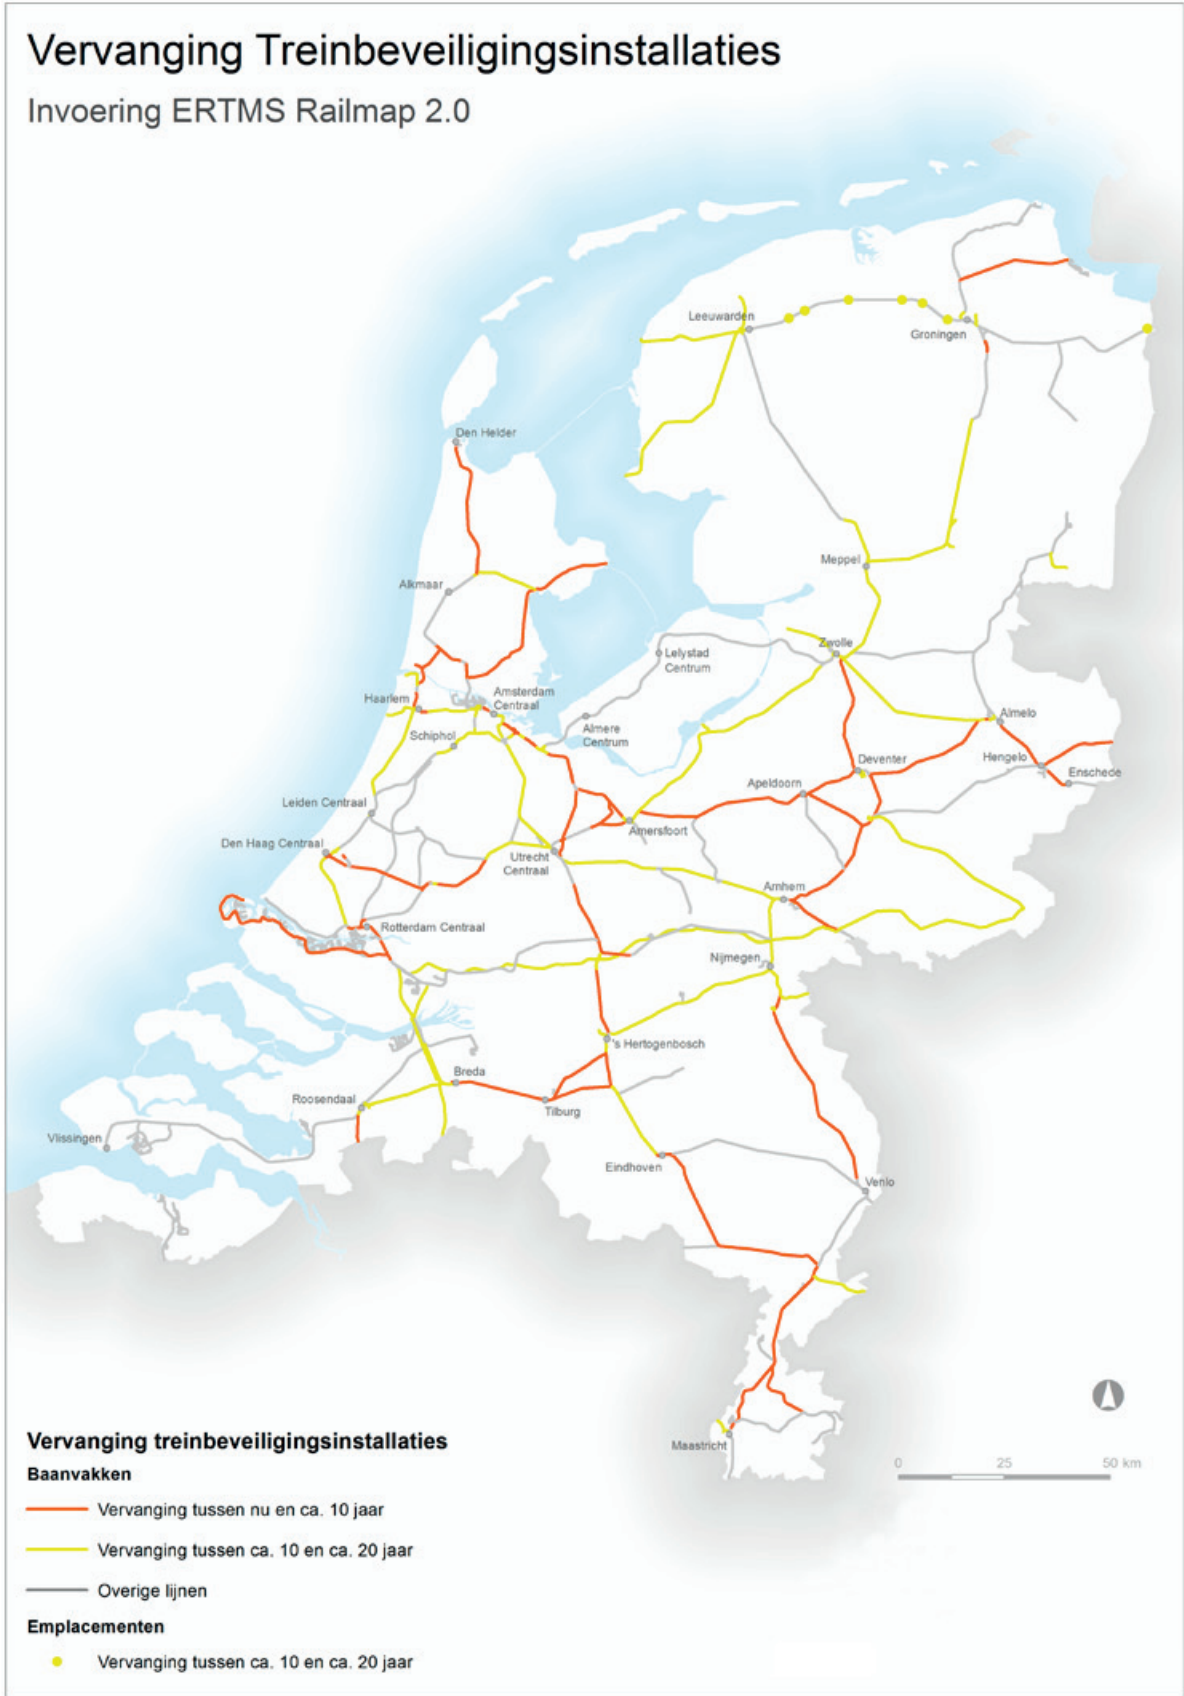 Vervanging Treinbeveiligingsinstallaties
Invoering ERTMS Railmap 2.0
Leeuwarden
Groningen
Den Helder
Meppel
Alkmaar
Zwolle
Lelystad
Centrum
Haarlem
Amsterdam
Centraal
Almelo
Almere
Centrum
Schiphol
Hengelo
Deventer
Enschede
Apeldoorn
Leiden Centraal
Amersfoort
Den Haag Centraal
Utrecht
Centraal
Arnhem
Rotterdam Centraal
Nijmegen
's Hertogenbosch
Breda
Roosendaal
Tilburg
Vlissingen
Eindhoven
Venlo
Maastricht
0 25 50 km
Vervanging treinbeveiligingsinstallaties
Baanvakken
Vervanging tussen nu en ca. 10 jaar
Vervanging tussen ca. 10 en ca. 20 jaar
Overige lijnen
Emplacementen
Vervanging tussen ca. 10 en ca. 20 jaar